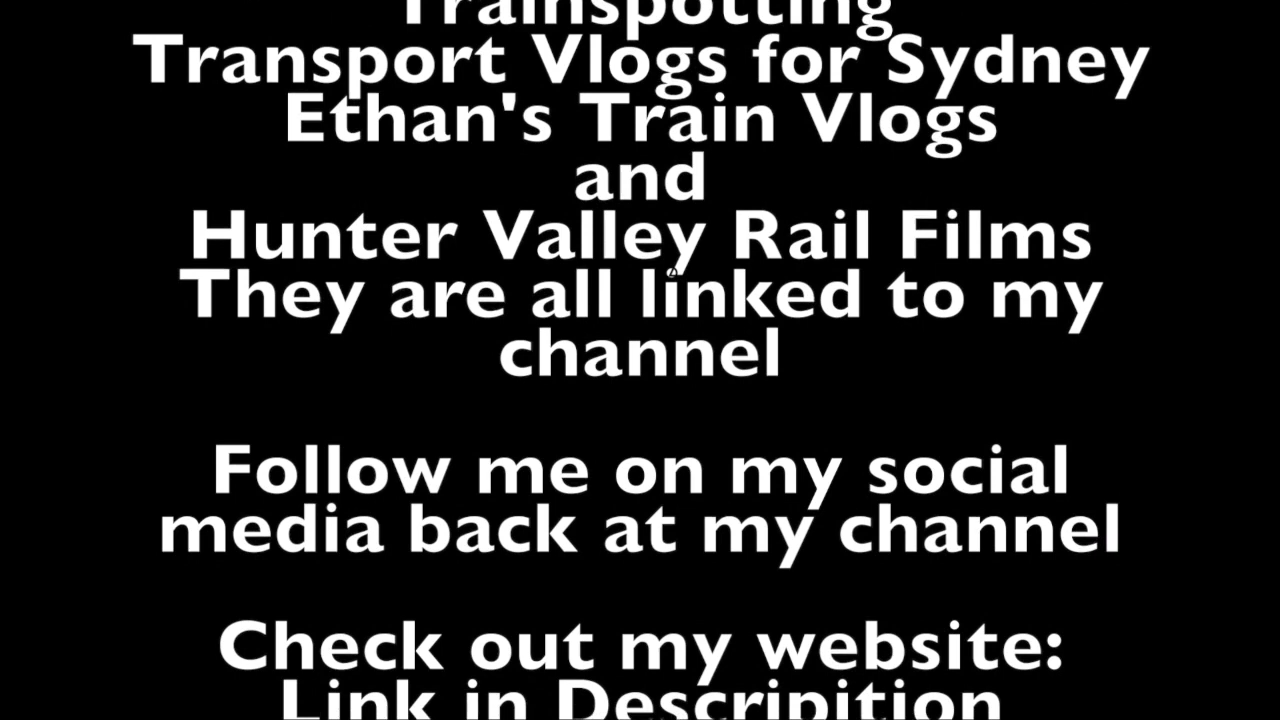 Trainspotting
Transport Vlogs for Sydney
Ethan's Train Vlogs
and
Hunter Valley Rail Films
They are all linked to my
channel
Follow me on my social
media back at my channel
Check out my website:
Link in Descripition